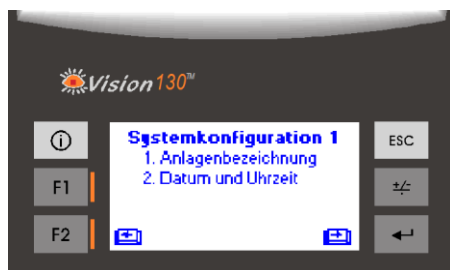 Vision130™
Systemkonfiguration 1
1. Anlagenbezeichnung
2. Datum und Uhrzeit
i
F1
F2
ESC
+/-